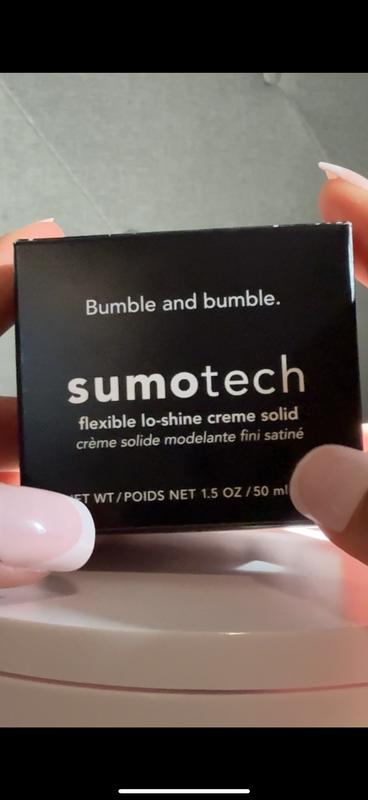 Bumble and bumble.
sumotech
flexible lo-shine creme solid
crème solide modelante fini satiné
WT/POIDS NET 1.5 OZ/50 ml